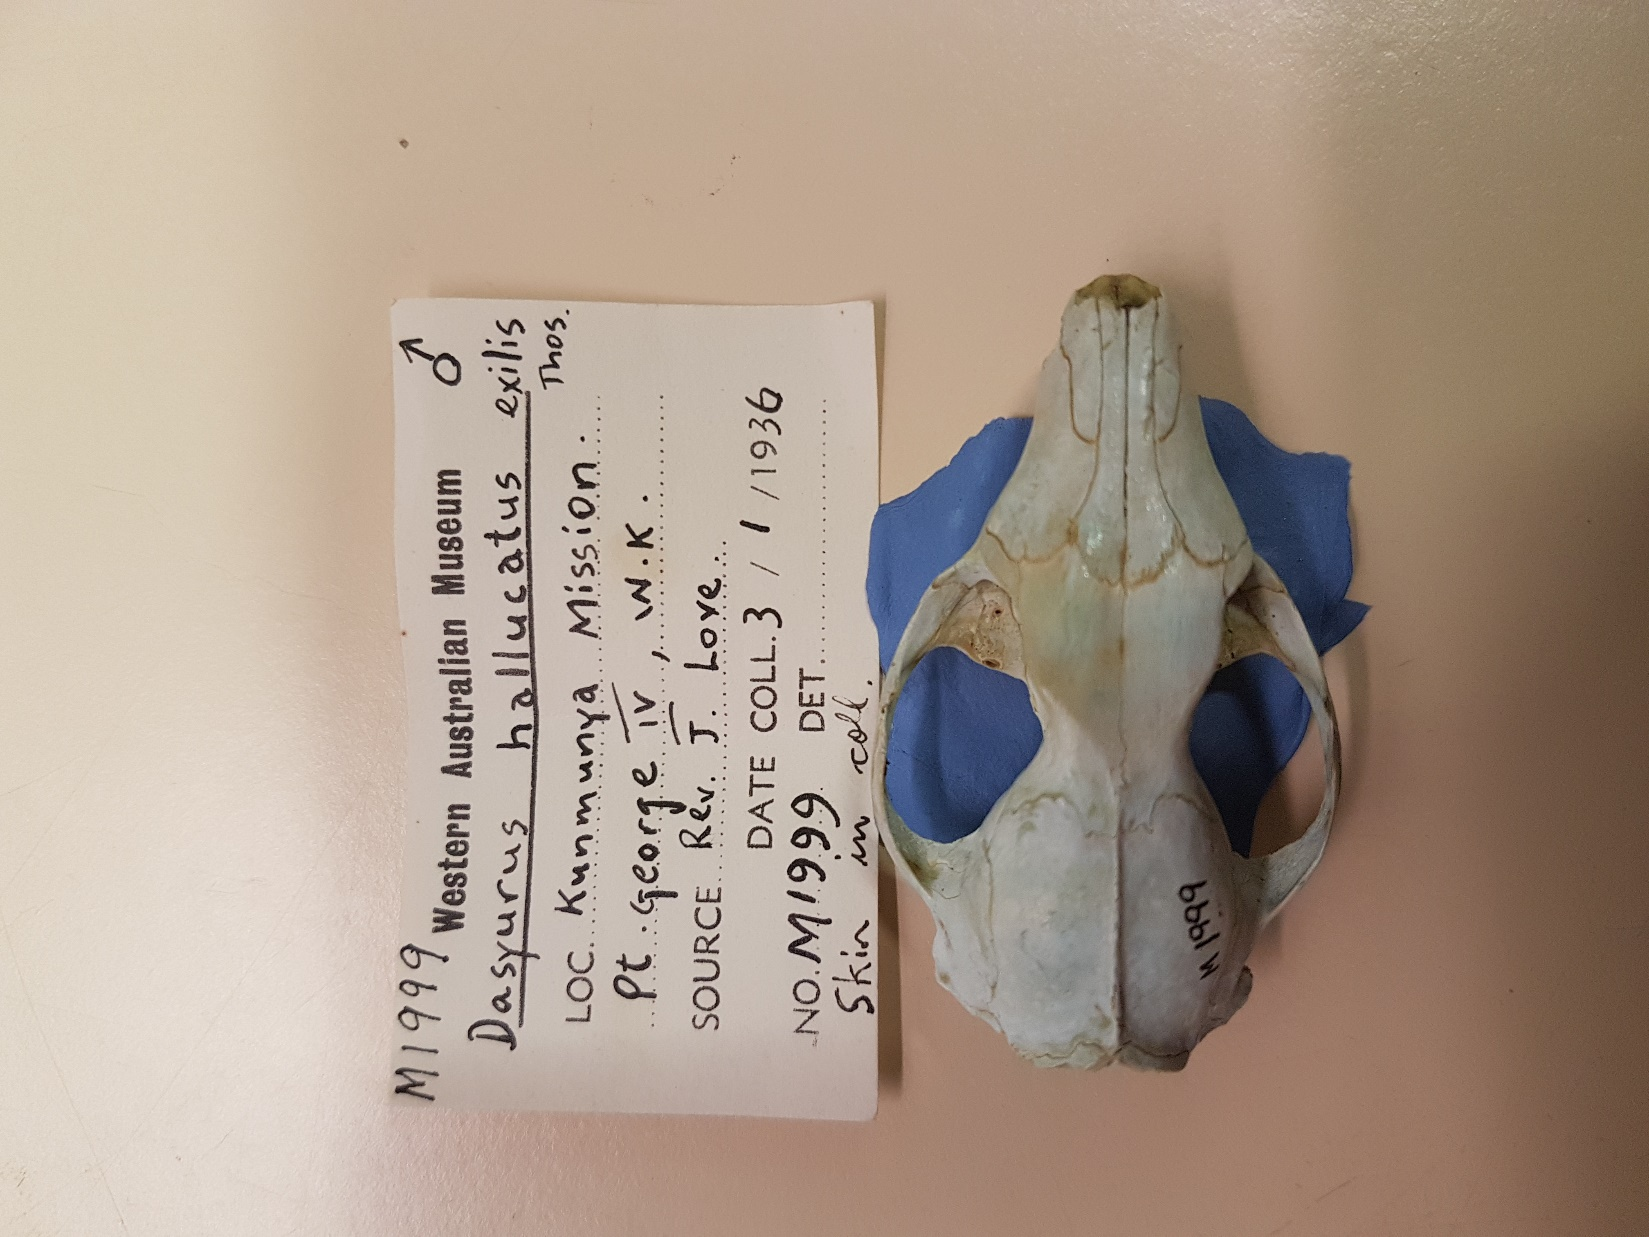 M1999
Western Australian Museum ♂
Dasyurus hallucatus exilis
Thos.
LOC. Kunmunya Mission.
Pt. George IV, W.K.
SOURCE Rev. J. Love
DATE COLL. 3 / 1 / 1936
NO. M1999 DET.
Skin in coll.
M 1999